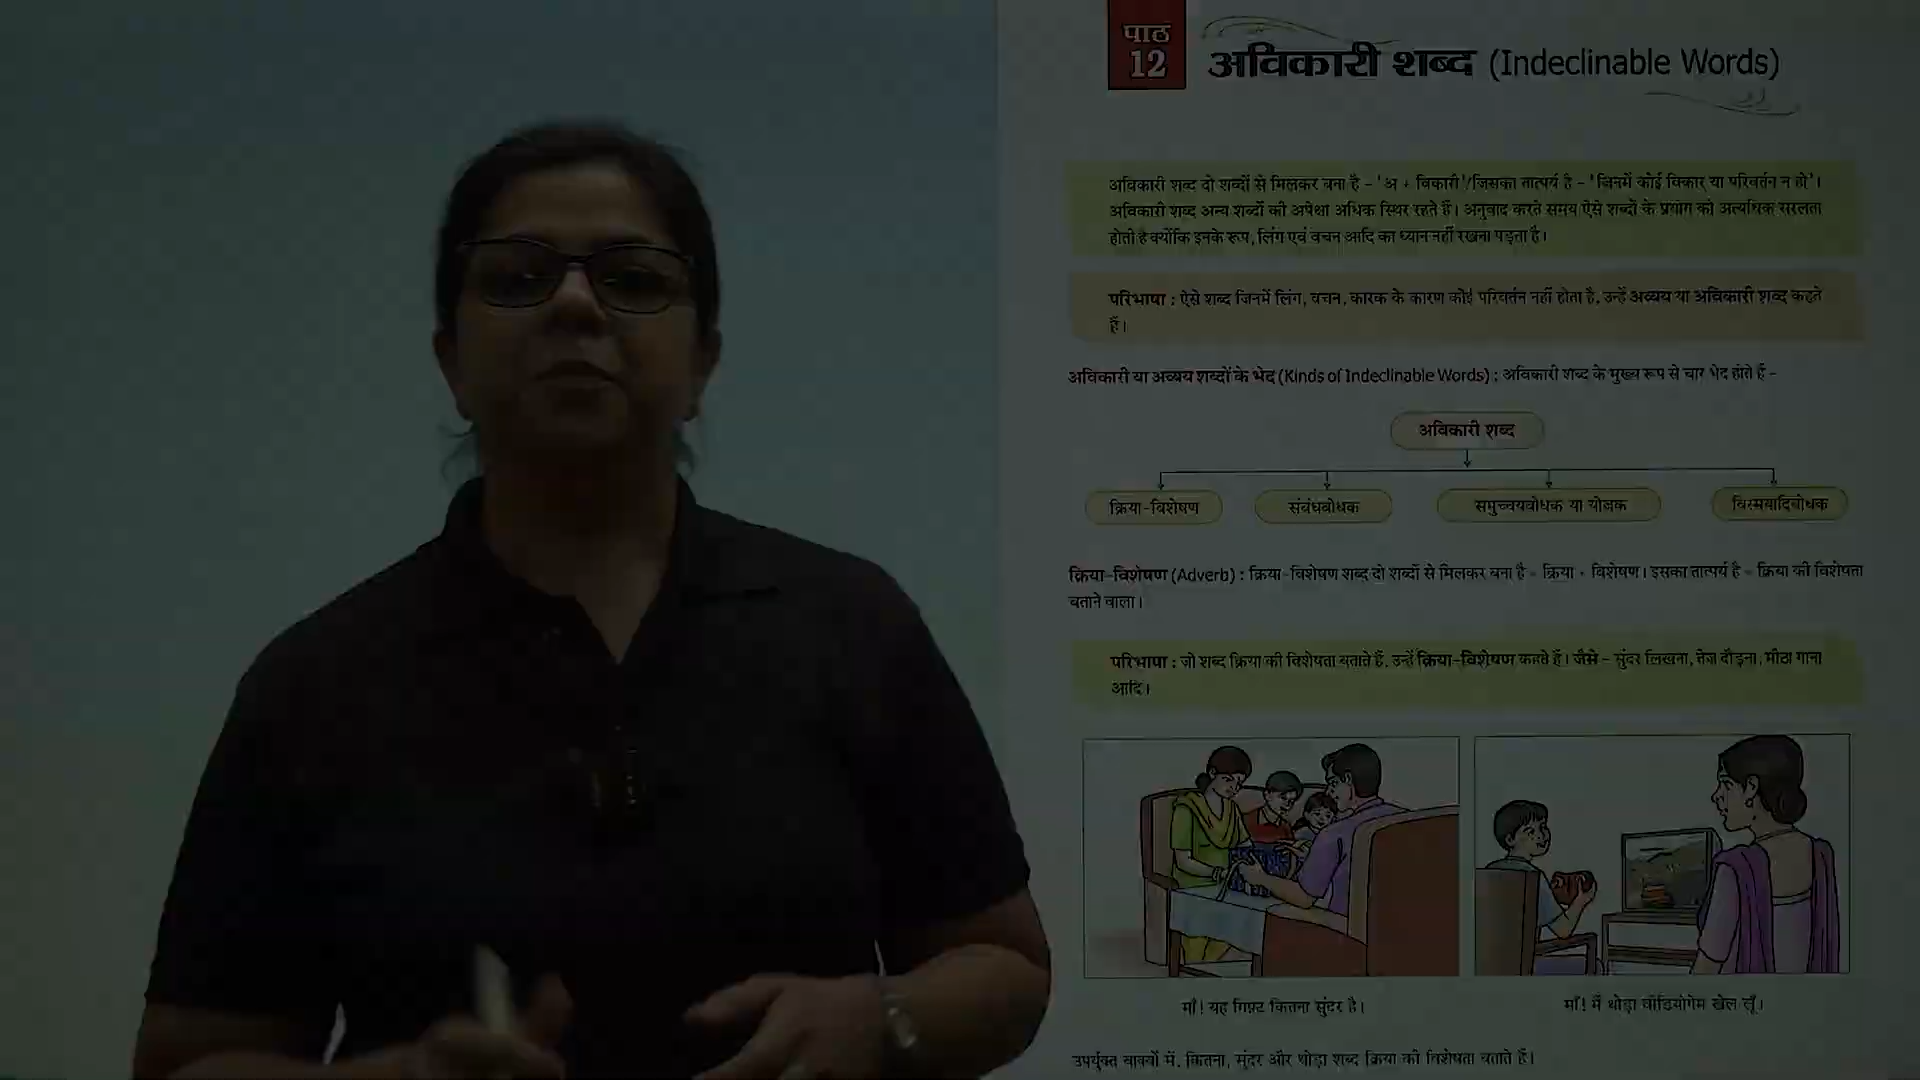 पाठ
12
अविकारी शब्द (Indeclinable Words)
अविकारी शब्द दो शब्दों से मिलकर बना है – 'अ + विकारी'/जिसका तात्पर्य है – 'जिनमें कोई विकार या परिवर्तन न हो'।
अविकारी शब्द अन्य शब्दों की अपेक्षा अधिक स्थिर रहते हैं। अनुवाद करते समय ऐसे शब्दों के प्रयोग को अत्यधिक सरलता
होती है क्योंकि इनके रूप, लिंग एवं वचन आदि का ध्यान नहीं रखना पड़ता है।
परिभाषा : ऐसे शब्द जिनमें लिंग, वचन, कारक के कारण कोई परिवर्तन नहीं होता है, उन्हें अव्यय या अविकारी शब्द कहते
हैं।
अविकारी या अव्यय शब्दों के भेद (Kinds of Indeclinable Words) : अविकारी शब्द के मुख्य रूप से चार भेद होते हैं –
अविकारी शब्द
क्रिया-विशेषण संबंधबोधक समुच्चयबोधक या योजक विस्मयादिबोधक
क्रिया-विशेषण (Adverb) : क्रिया-विशेषण शब्द दो शब्दों से मिलकर बना है – क्रिया + विशेषण। इसका तात्पर्य है – क्रिया की विशेषता
बताने वाला।
परिभाषा : जो शब्द क्रिया की विशेषता बताते हैं, उन्हें क्रिया-विशेषण कहते हैं। जैसे – सुंदर लिखना, तेज दौड़ना, मीठा गाना
आदि।
माँ! यह गिफ़्ट कितना सुंदर है।
माँ! मैं थोड़ा वीडियोगेम खेल लूँ।
उपर्युक्त वाक्यों में, कितना, सुंदर और थोड़ा शब्द क्रिया की विशेषता बताते हैं।